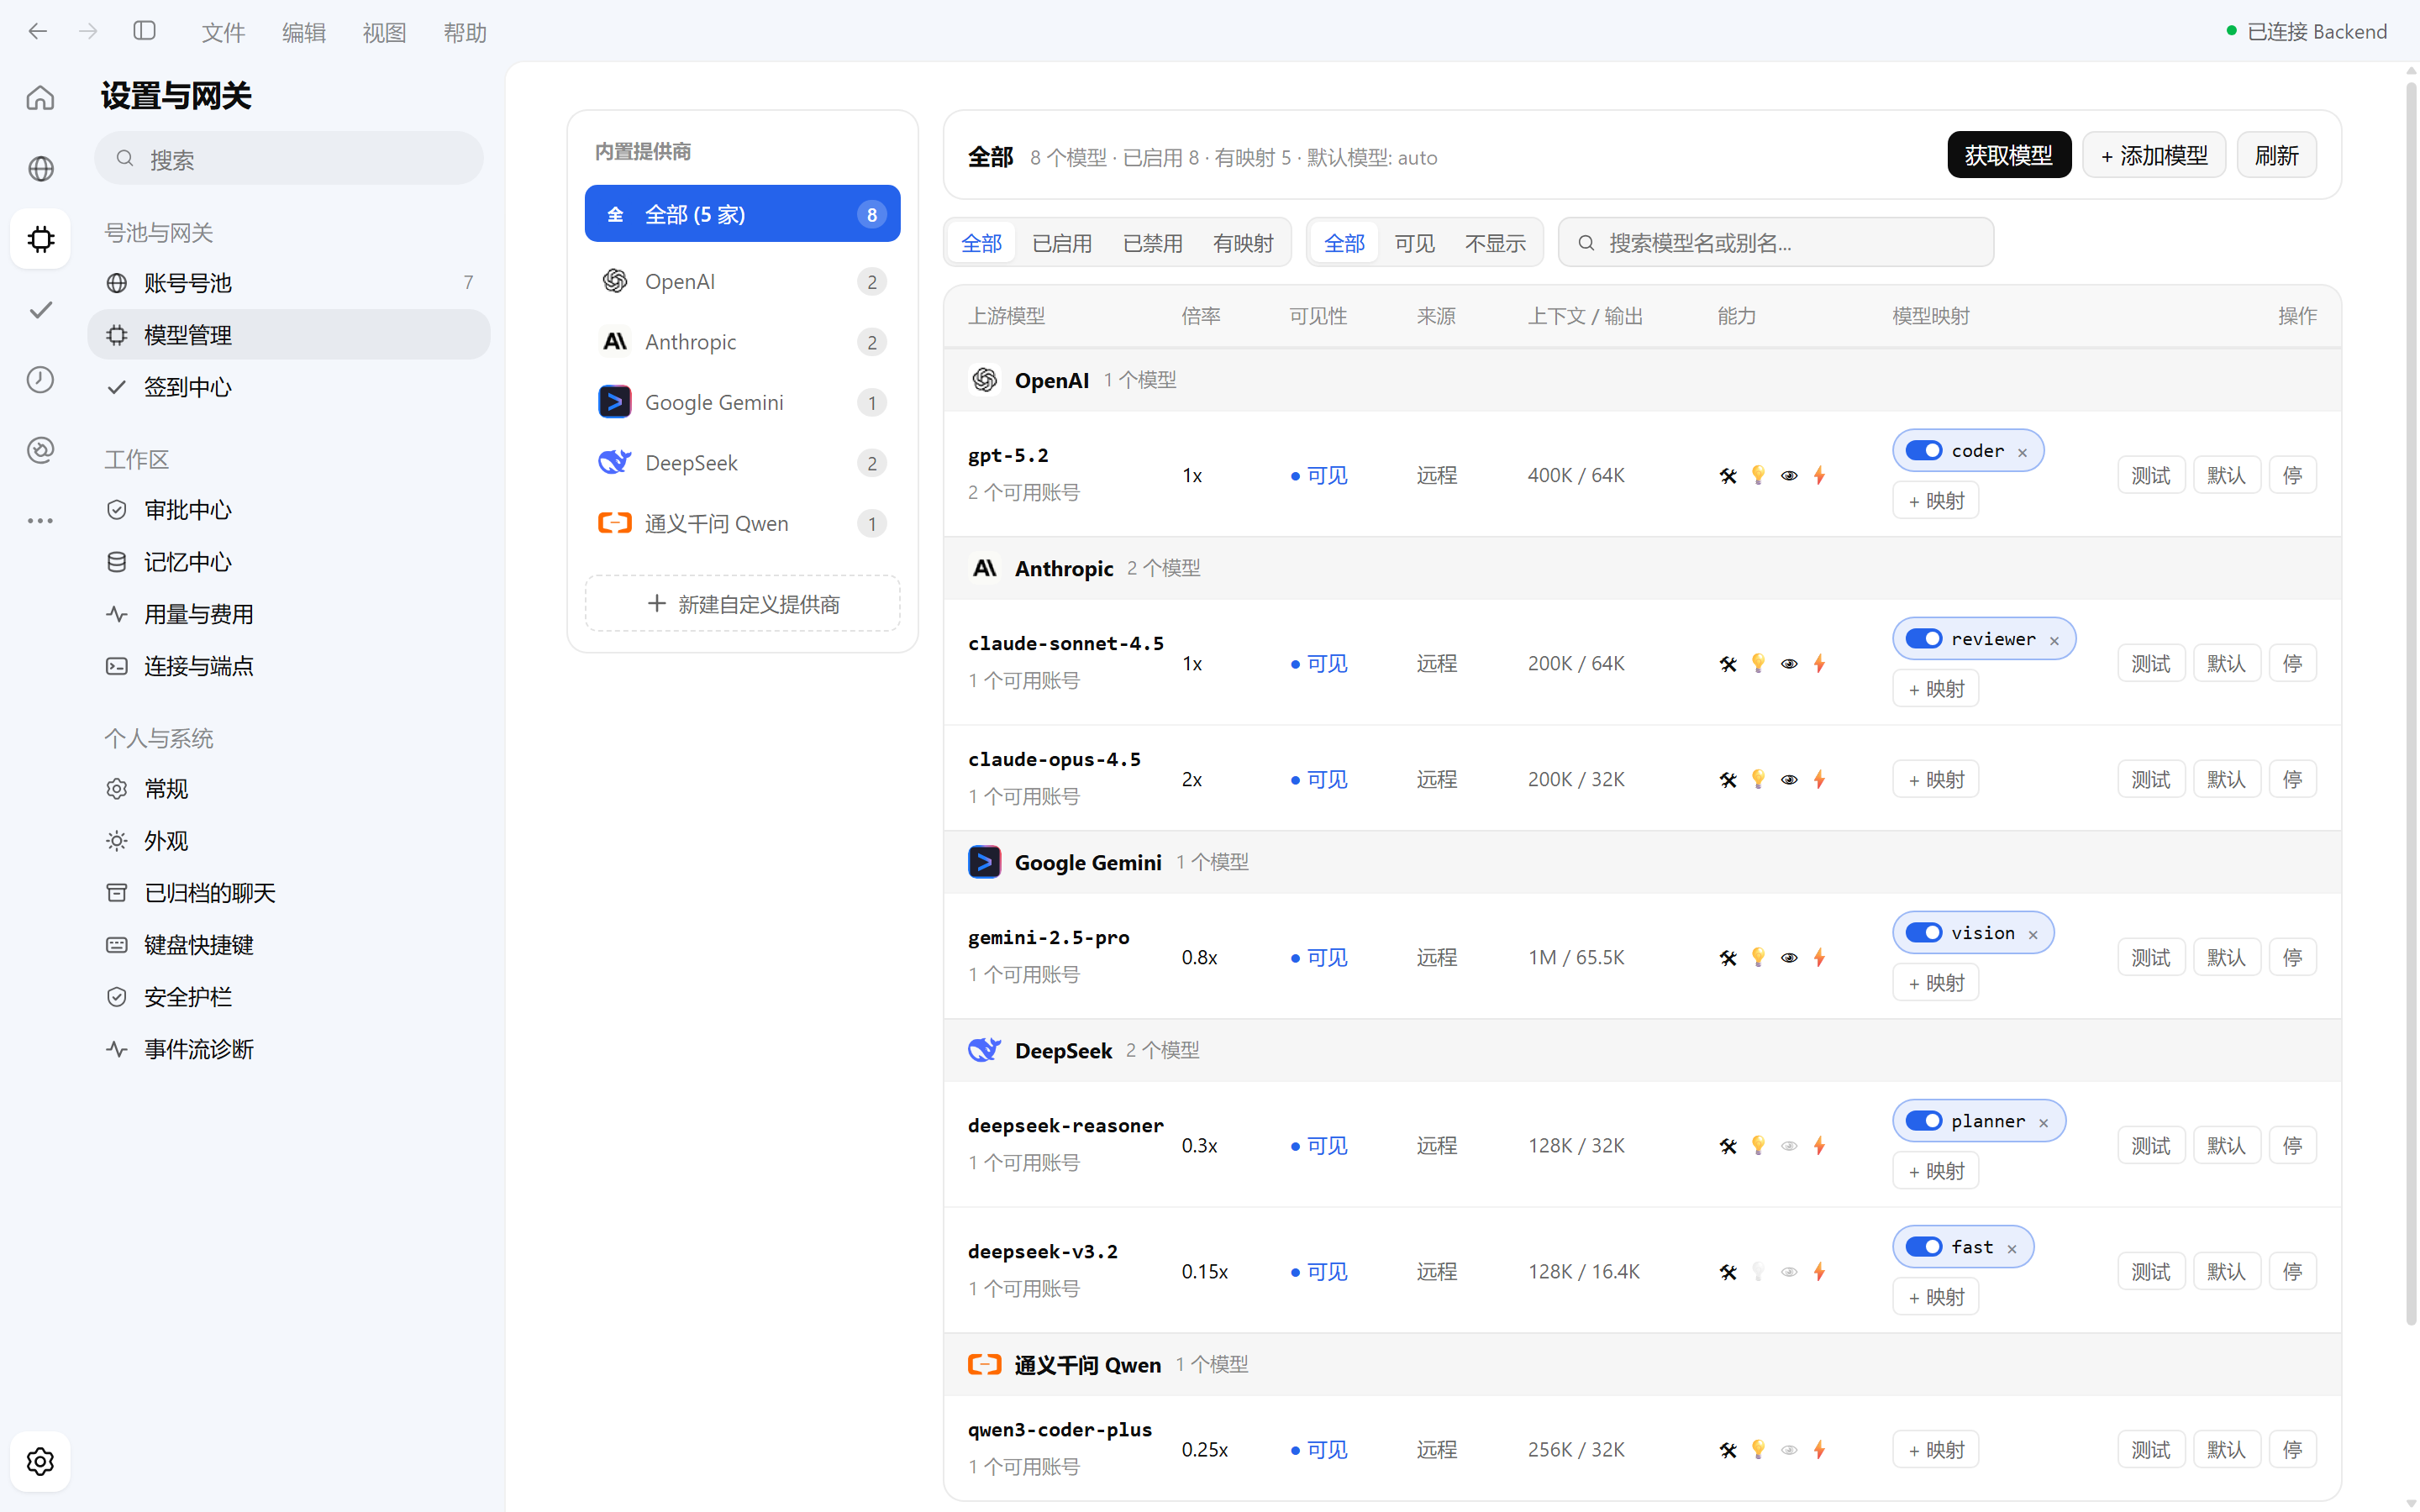 文件 编辑 视图 帮助
已连接 Backend
设置与网关
搜索
号池与网关
账号号池 7
模型管理
签到中心
工作区
审批中心
记忆中心
用量与费用
连接与端点
个人与系统
常规
外观
已归档的聊天
键盘快捷键
安全护栏
事件流诊断
内置提供商
全 全部 (5 家) 8
OpenAI 2
Anthropic 2
Google Gemini 1
DeepSeek 2
通义千问 Qwen 1
+ 新建自定义提供商
全部 8 个模型 · 已启用 8 · 有映射 5 · 默认模型: auto
获取模型 + 添加模型 刷新
全部 已启用 已禁用 有映射 全部 可见 不显示 搜索模型名或别名...
上游模型 倍率 可见性 来源 上下文 / 输出 能力 模型映射 操作
OpenAI 1 个模型
gpt-5.2
2 个可用账号
1x
可见
远程
400K / 64K
coder ×
+ 映射
测试 默认 停
Anthropic 2 个模型
claude-sonnet-4.5
1 个可用账号
1x
可见
远程
200K / 64K
reviewer ×
+ 映射
测试 默认 停
claude-opus-4.5
1 个可用账号
2x
可见
远程
200K / 32K
+ 映射
测试 默认 停
Google Gemini 1 个模型
gemini-2.5-pro
1 个可用账号
0.8x
可见
远程
1M / 65.5K
vision ×
+ 映射
测试 默认 停
DeepSeek 2 个模型
deepseek-reasoner
1 个可用账号
0.3x
可见
远程
128K / 32K
planner ×
+ 映射
测试 默认 停
deepseek-v3.2
1 个可用账号
0.15x
可见
远程
128K / 16.4K
fast ×
+ 映射
测试 默认 停
通义千问 Qwen 1 个模型
qwen3-coder-plus
1 个可用账号
0.25x
可见
远程
256K / 32K
+ 映射
测试 默认 停